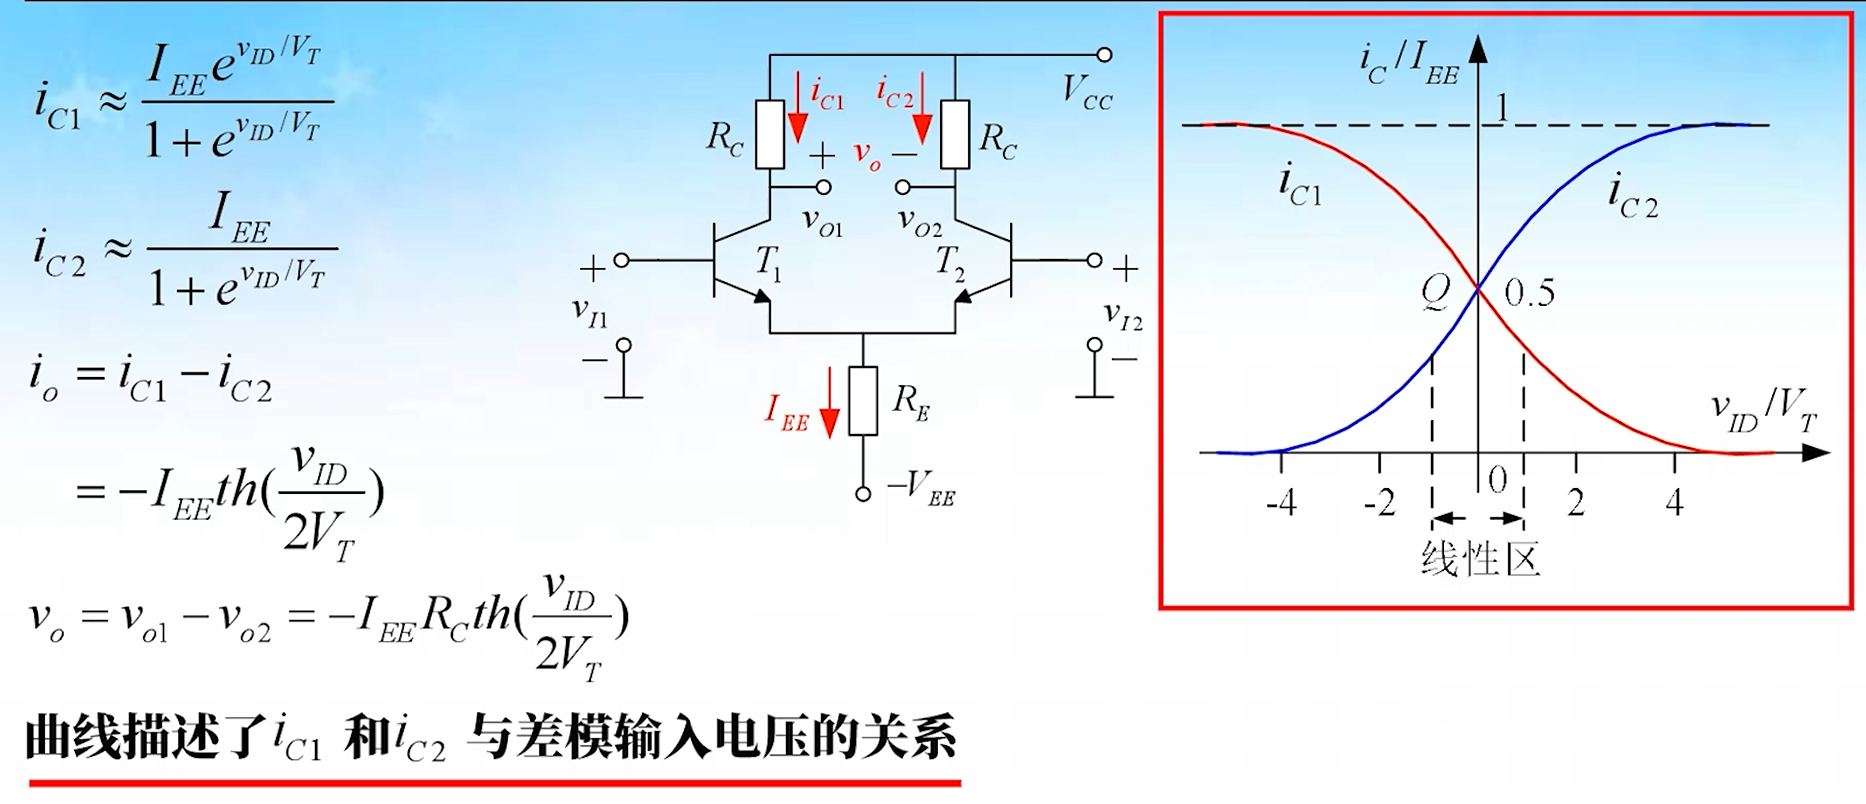 i_{C1} ≈ \frac{I_{EE} e^{v_{ID}/V_T}}{1 + e^{v_{ID}/V_T}}
i_{C2} ≈ \frac{I_{EE}}{1 + e^{v_{ID}/V_T}}
i_o = i_{C1} − i_{C2}
= −I_{EE} th(\frac{v_{ID}}{2V_T})
v_o = v_{o1} − v_{o2} = −I_{EE} R_C th(\frac{v_{ID}}{2V_T})
曲线描述了 i_{C1} 和 i_{C2} 与差模输入电压的关系
V_{CC}
i_{C1} i_{C2}
R_C + v_o − R_C
v_{O1} v_{O2}
+ T_1 T_2 +
v_{I1} v_{I2}
− −
I_{EE} R_E
−V_{EE}
i_C / I_{EE}
1
i_{C1} i_{C2}
Q 0.5
v_{ID} / V_T
-4 -2 0 2 4
线性区